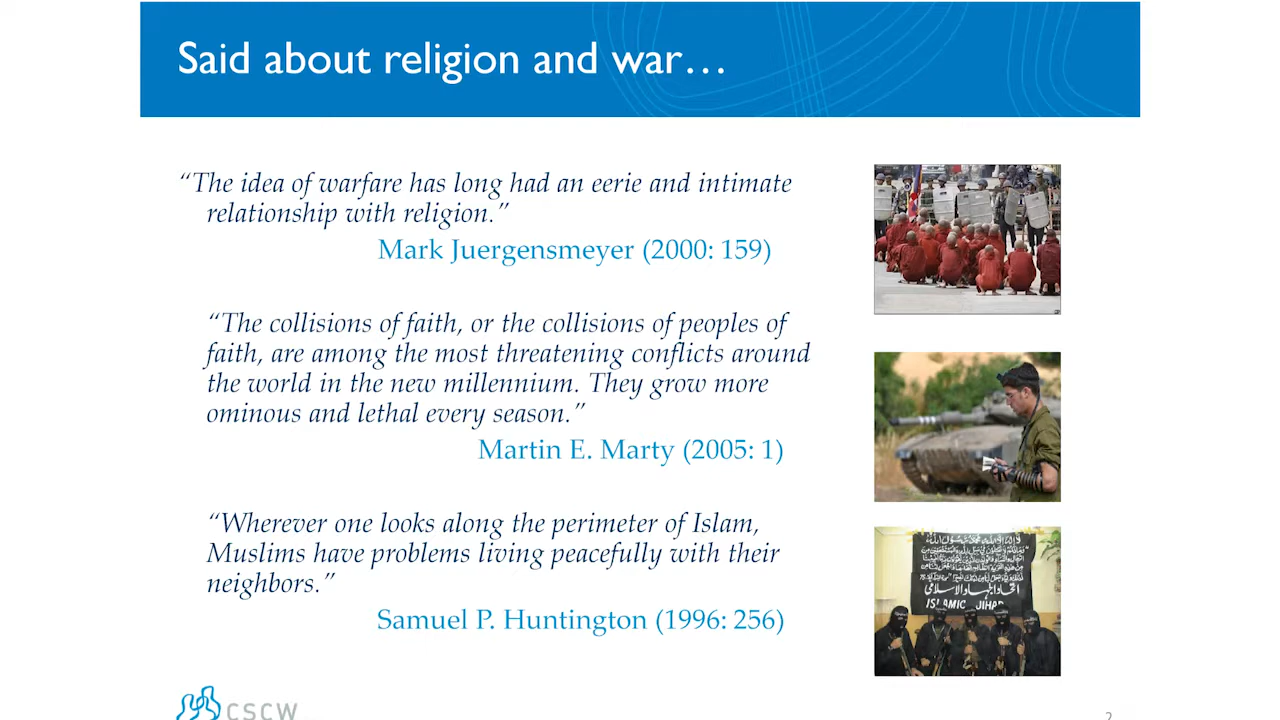 Said about religion and war…
“The idea of warfare has long had an eerie and intimate
relationship with religion.”
Mark Juergensmeyer (2000: 159)
“The collisions of faith, or the collisions of peoples of
faith, are among the most threatening conflicts around
the world in the new millennium. They grow more
ominous and lethal every season.”
Martin E. Marty (2005: 1)
“Wherever one looks along the perimeter of Islam,
Muslims have problems living peacefully with their
neighbors.”
Samuel P. Huntington (1996: 256)
ISLAMIC JIHAD
CSCW
2